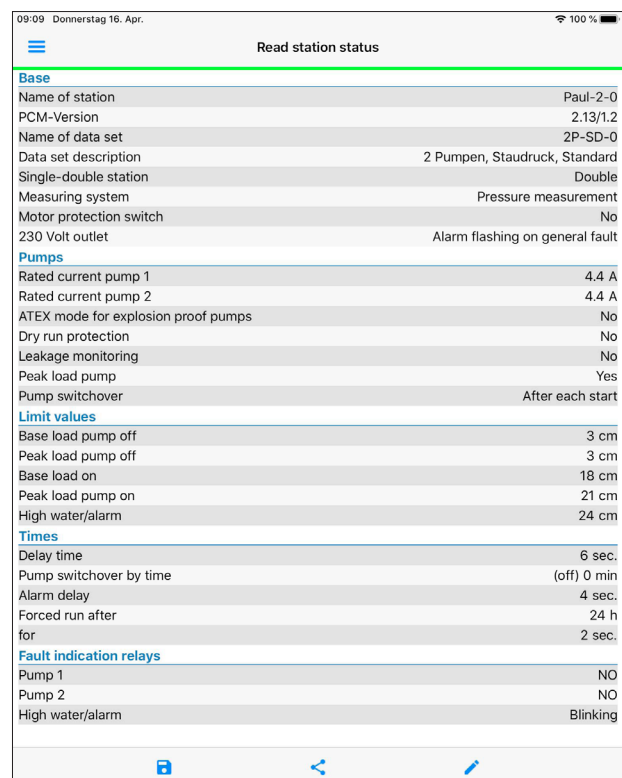 09:09 Donnerstag 16. Apr. 100 %
Read station status
Base
Name of station Paul-2-0
PCM-Version 2.13/1.2
Name of data set 2P-SD-0
Data set description 2 Pumpen, Staudruck, Standard
Single-double station Double
Measuring system Pressure measurement
Motor protection switch No
230 Volt outlet Alarm flashing on general fault
Pumps
Rated current pump 1 4.4 A
Rated current pump 2 4.4 A
ATEX mode for explosion proof pumps No
Dry run protection No
Leakage monitoring No
Peak load pump Yes
Pump switchover After each start
Limit values
Base load pump off 3 cm
Peak load pump off 3 cm
Base load on 18 cm
Peak load pump on 21 cm
High water/alarm 24 cm
Times
Delay time 6 sec.
Pump switchover by time (off) 0 min
Alarm delay 4 sec.
Forced run after 24 h
for 2 sec.
Fault indication relays
Pump 1 NO
Pump 2 NO
High water/alarm Blinking